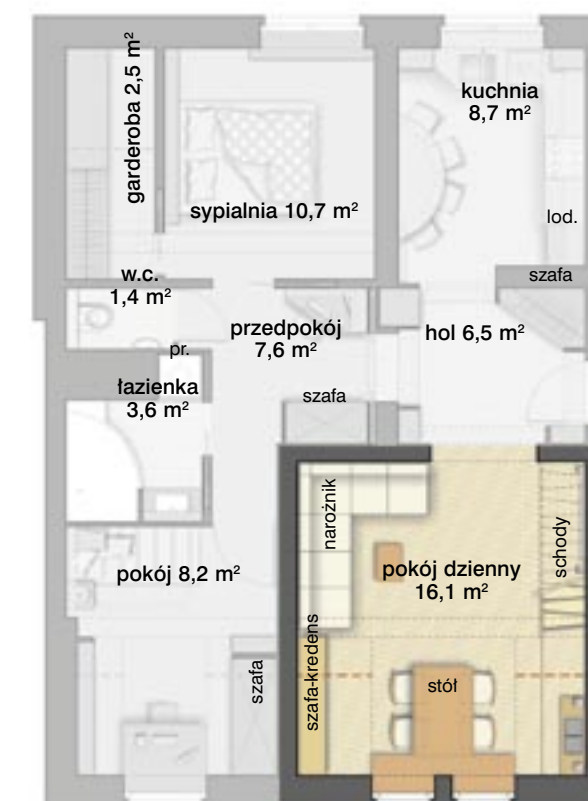 garderoba 2,5 m²
kuchnia
8,7 m²
sypialnia 10,7 m²
lod.
w.c.
1,4 m²
szafa
przedpokój
7,6 m²
hol 6,5 m²
pr.
łazienka
3,6 m²
szafa
narożnik
schody
pokój 8,2 m²
pokój dzienny
16,1 m²
szafa-kredens
szafa
stół